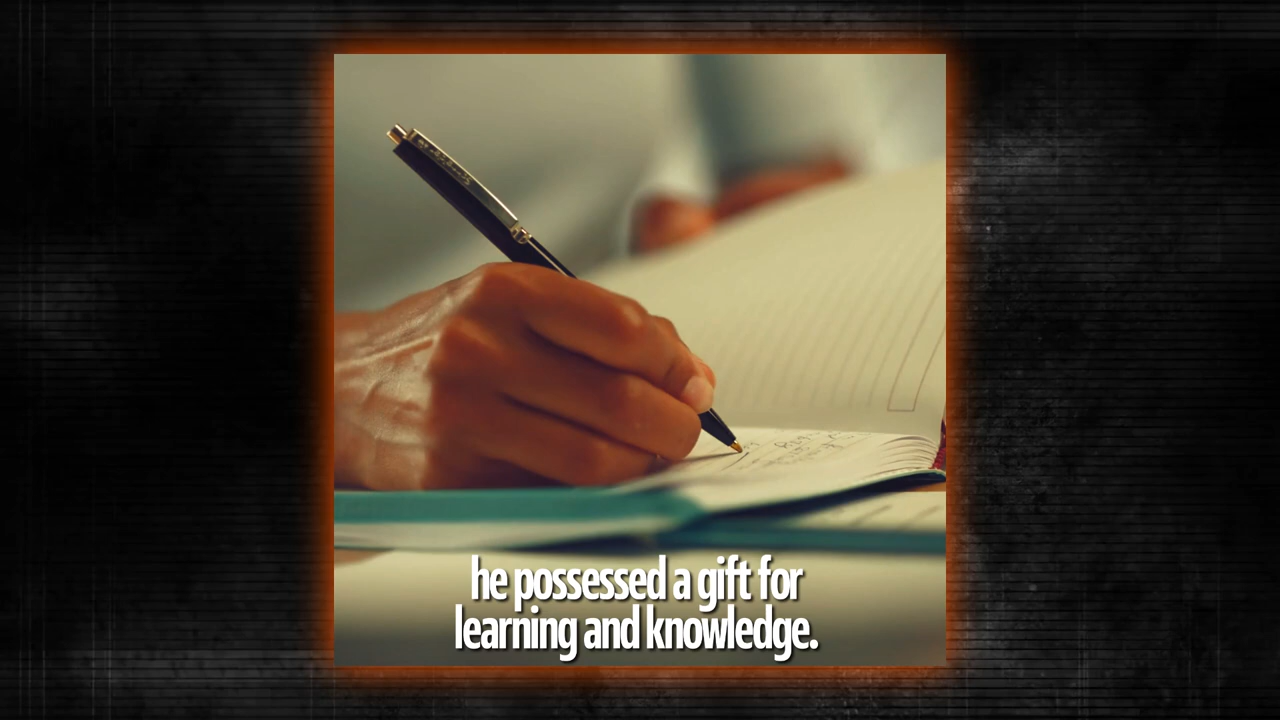 he possessed a gift for
learning and knowledge.